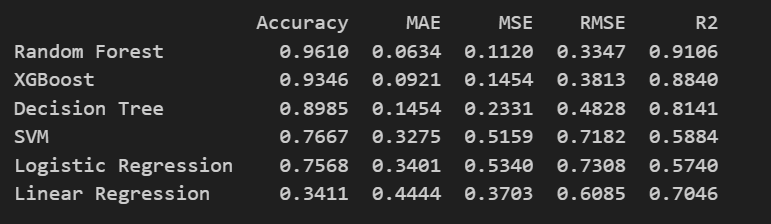 Accuracy MAE MSE RMSE R2
Random Forest 0.9610 0.0634 0.1120 0.3347 0.9106
XGBoost 0.9346 0.0921 0.1454 0.3813 0.8840
Decision Tree 0.8985 0.1454 0.2331 0.4828 0.8141
SVM 0.7667 0.3275 0.5159 0.7182 0.5884
Logistic Regression 0.7568 0.3401 0.5340 0.7308 0.5740
Linear Regression 0.3411 0.4444 0.3703 0.6085 0.7046